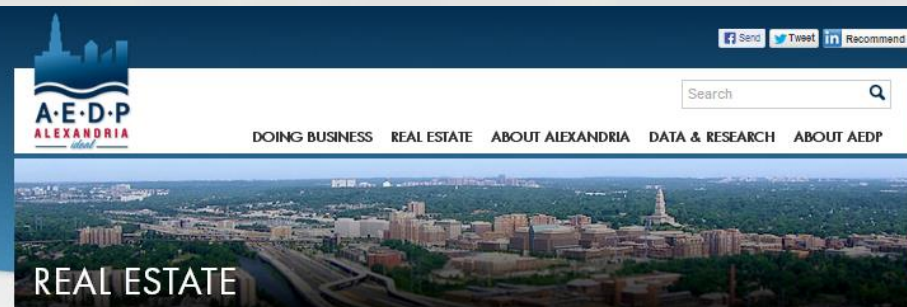 Send Tweet in Recommend
Search
A·E·D·P
ALEXANDRIA
ideal
DOING BUSINESS REAL ESTATE ABOUT ALEXANDRIA DATA & RESEARCH ABOUT AEDP
REAL ESTATE